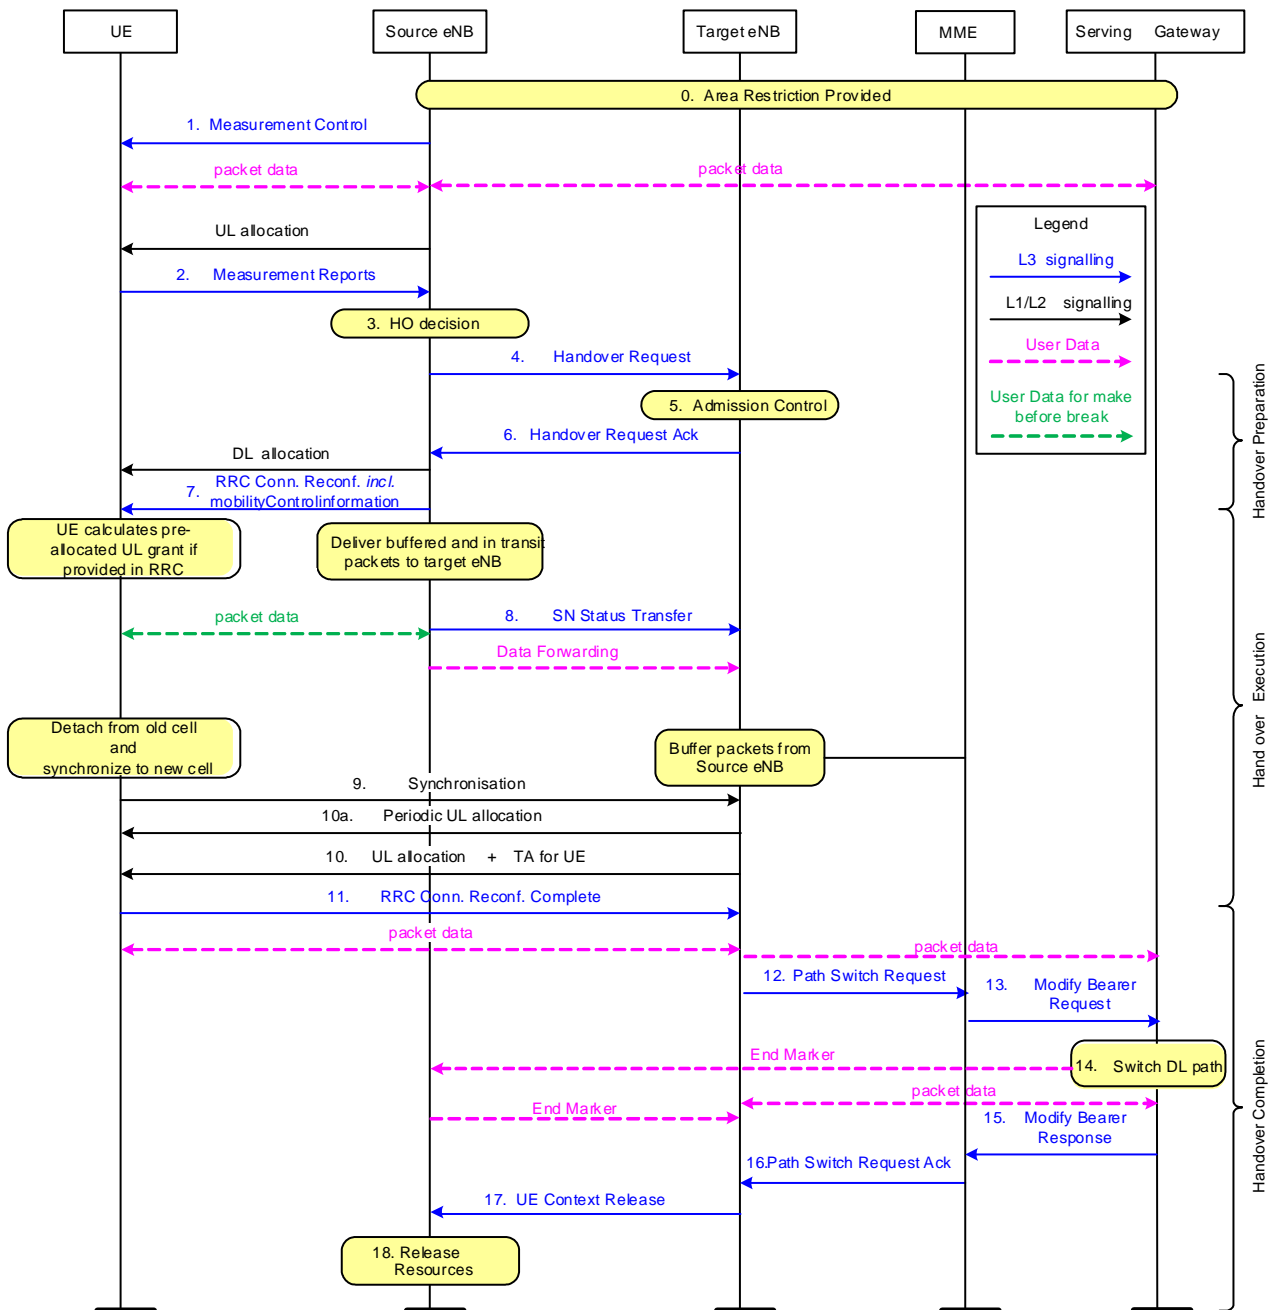 UE
Source eNB
Target eNB
MME
Serving Gateway
0. Area Restriction Provided
1. Measurement Control
packet data
packet data
Legend
L3 signalling
L1/L2 signalling
User Data
User Data for make
before break
UL allocation
2. Measurement Reports
3. HO decision
4. Handover Request
5. Admission Control
6. Handover Request Ack
DL allocation
7. RRC Conn. Reconf. incl.
mobilityControlinformation
Handover Preparation
UE calculates pre-
allocated UL grant if
provided in RRC
Deliver buffered and in transit
packets to target eNB
packet data
8. SN Status Transfer
Data Forwarding
Detach from old cell
and
synchronize to new cell
Buffer packets from
Source eNB
9. Synchronisation
10a. Periodic UL allocation
10. UL allocation + TA for UE
Hand over Execution
11. RRC Conn. Reconf. Complete
packet data
packet data
12. Path Switch Request
13. Modify Bearer
Request
End Marker
14. Switch DL path
packet data
End Marker
15. Modify Bearer
Response
16.Path Switch Request Ack
17. UE Context Release
18. Release
Resources
Handover Completion